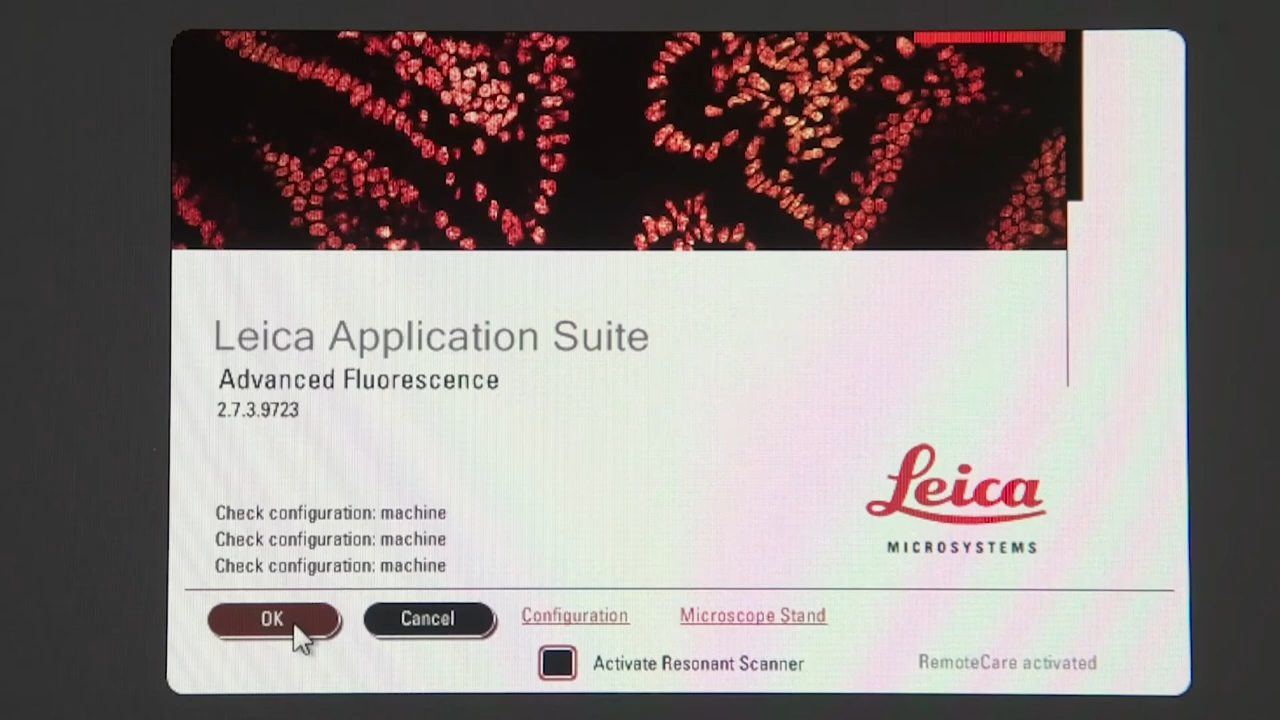 Leica Application Suite
Advanced Fluorescence
2.7.3.9723
Leica
MICROSYSTEMS
Check configuration: machine
Check configuration: machine
Check configuration: machine
OK Cancel Configuration Microscope Stand
Activate Resonant Scanner RemoteCare activated